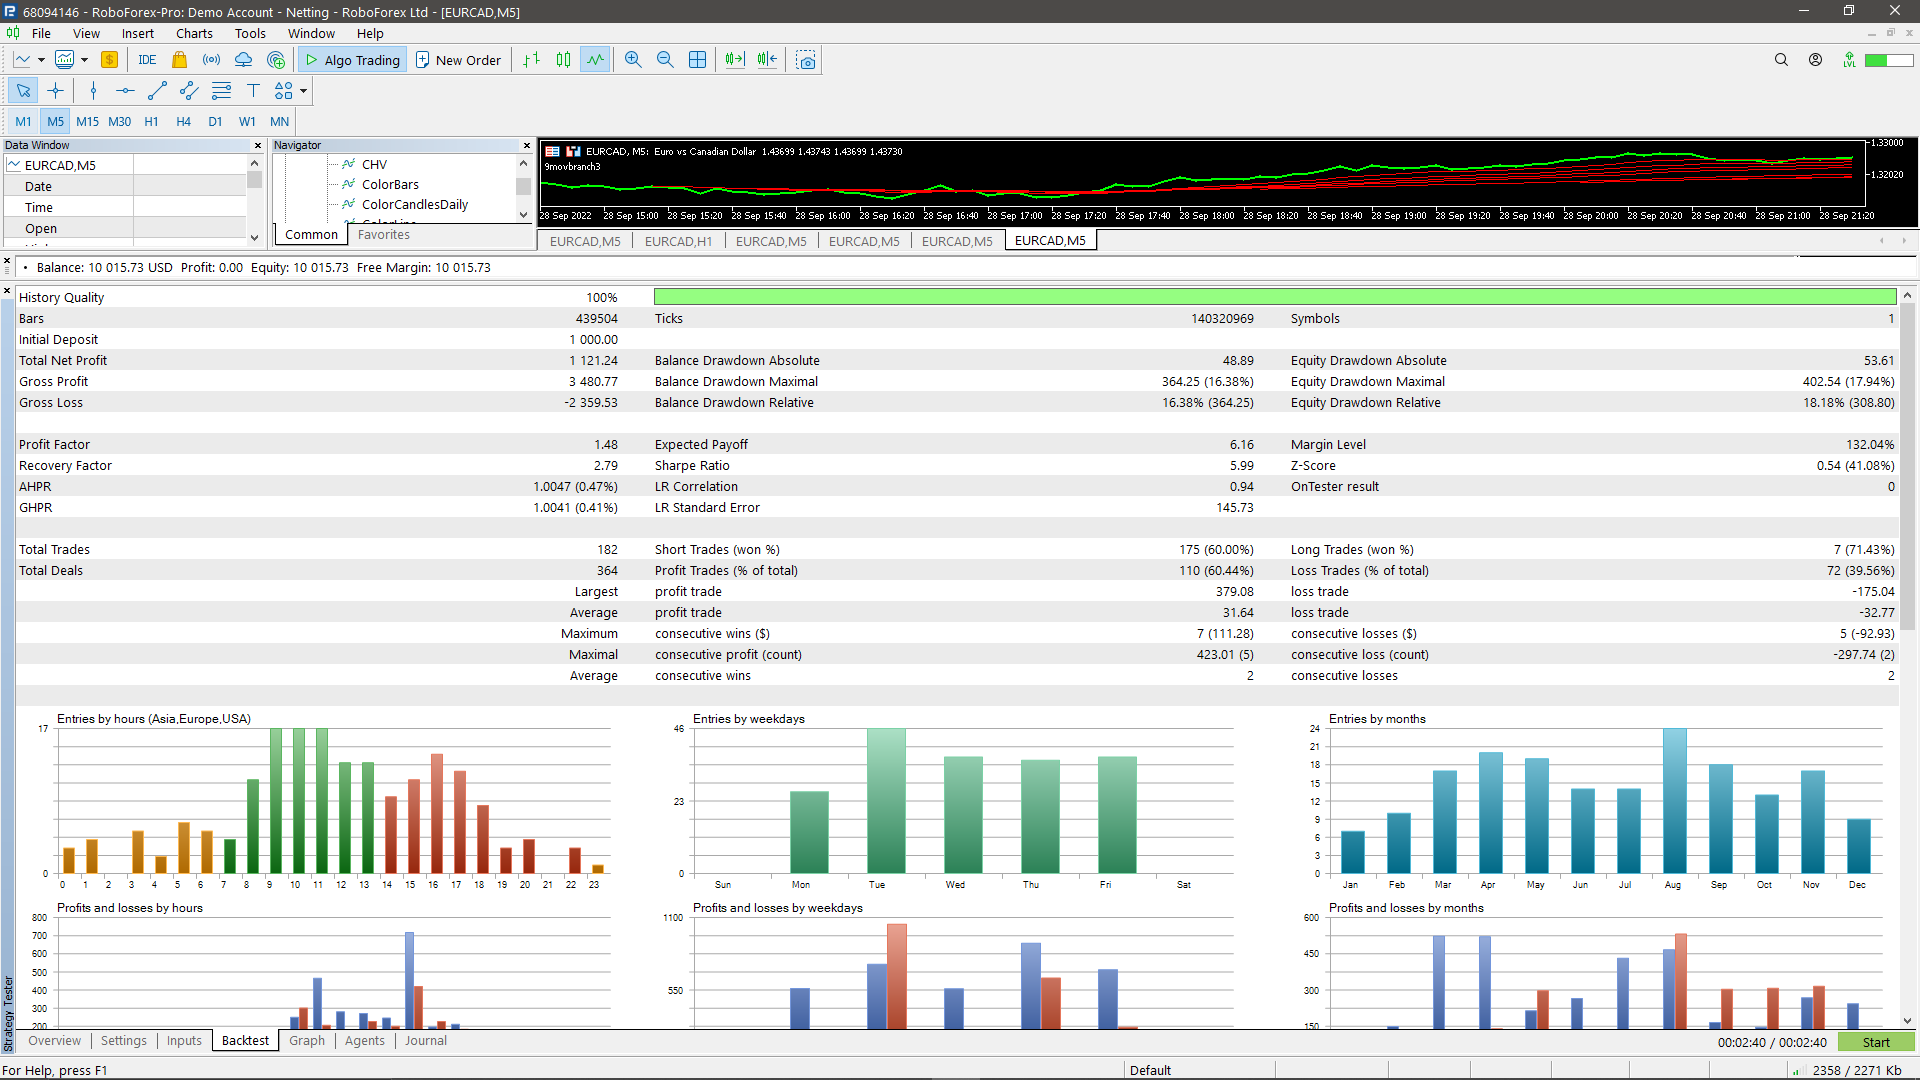 68094146 - RoboForex-Pro: Demo Account - Netting - RoboForex Ltd - [EURCAD,M5]
File View Insert Charts Tools Window Help
IDE Algo Trading New Order LVL
T
M1 M5 M15 M30 H1 H4 D1 W1 MN
Data Window
EURCAD,M5
Date
Time
Open
Navigator
CHV
ColorBars
ColorCandlesDaily
Common Favorites
EURCAD, M5: Euro vs Canadian Dollar 1.43699 1.43743 1.43699 1.43730
9movbranch3
1.33000
1.32020
28 Sep 2022 28 Sep 15:00 28 Sep 15:20 28 Sep 15:40 28 Sep 16:00 28 Sep 16:20 28 Sep 16:40 28 Sep 17:00 28 Sep 17:20 28 Sep 17:40 28 Sep 18:00 28 Sep 18:20 28 Sep 18:40 28 Sep 19:00 28 Sep 19:20 28 Sep 19:40 28 Sep 20:00 28 Sep 20:20 28 Sep 20:40 28 Sep 21:00 28 Sep 21:20
EURCAD,M5 EURCAD,H1 EURCAD,M5 EURCAD,M5 EURCAD,M5 EURCAD,M5
Balance: 10 015.73 USD Profit: 0.00 Equity: 10 015.73 Free Margin: 10 015.73
History Quality 100%
Bars 439504 Ticks 140320969 Symbols 1
Initial Deposit 1 000.00
Total Net Profit 1 121.24 Balance Drawdown Absolute 48.89 Equity Drawdown Absolute 53.61
Gross Profit 3 480.77 Balance Drawdown Maximal 364.25 (16.38%) Equity Drawdown Maximal 402.54 (17.94%)
Gross Loss -2 359.53 Balance Drawdown Relative 16.38% (364.25) Equity Drawdown Relative 18.18% (308.80)
Profit Factor 1.48 Expected Payoff 6.16 Margin Level 132.04%
Recovery Factor 2.79 Sharpe Ratio 5.99 Z-Score 0.54 (41.08%)
AHPR 1.0047 (0.47%) LR Correlation 0.94 OnTester result 0
GHPR 1.0041 (0.41%) LR Standard Error 145.73
Total Trades 182 Short Trades (won %) 175 (60.00%) Long Trades (won %) 7 (71.43%)
Total Deals 364 Profit Trades (% of total) 110 (60.44%) Loss Trades (% of total) 72 (39.56%)
Largest profit trade 379.08 loss trade -175.04
Average profit trade 31.64 loss trade -32.77
Maximum consecutive wins ($) 7 (111.28) consecutive losses ($) 5 (-92.93)
Maximal consecutive profit (count) 423.01 (5) consecutive loss (count) -297.74 (2)
Average consecutive wins 2 consecutive losses 2
Entries by hours (Asia,Europe,USA)
17
0
0 1 2 3 4 5 6 7 8 9 10 11 12 13 14 15 16 17 18 19 20 21 22 23
Entries by weekdays
46
23
0
Sun Mon Tue Wed Thu Fri Sat
Entries by months
24
21
18
15
12
9
6
3
0
Jan Feb Mar Apr May Jun Jul Aug Sep Oct Nov Dec
Profits and losses by hours
800
700
600
500
400
300
200
Profits and losses by weekdays
1100
550
Profits and losses by months
600
450
300
150
Strategy Tester
Overview Settings Inputs Backtest Graph Agents Journal
00:02:40 / 00:02:40 Start
For Help, press F1 Default 2358 / 2271 Kb